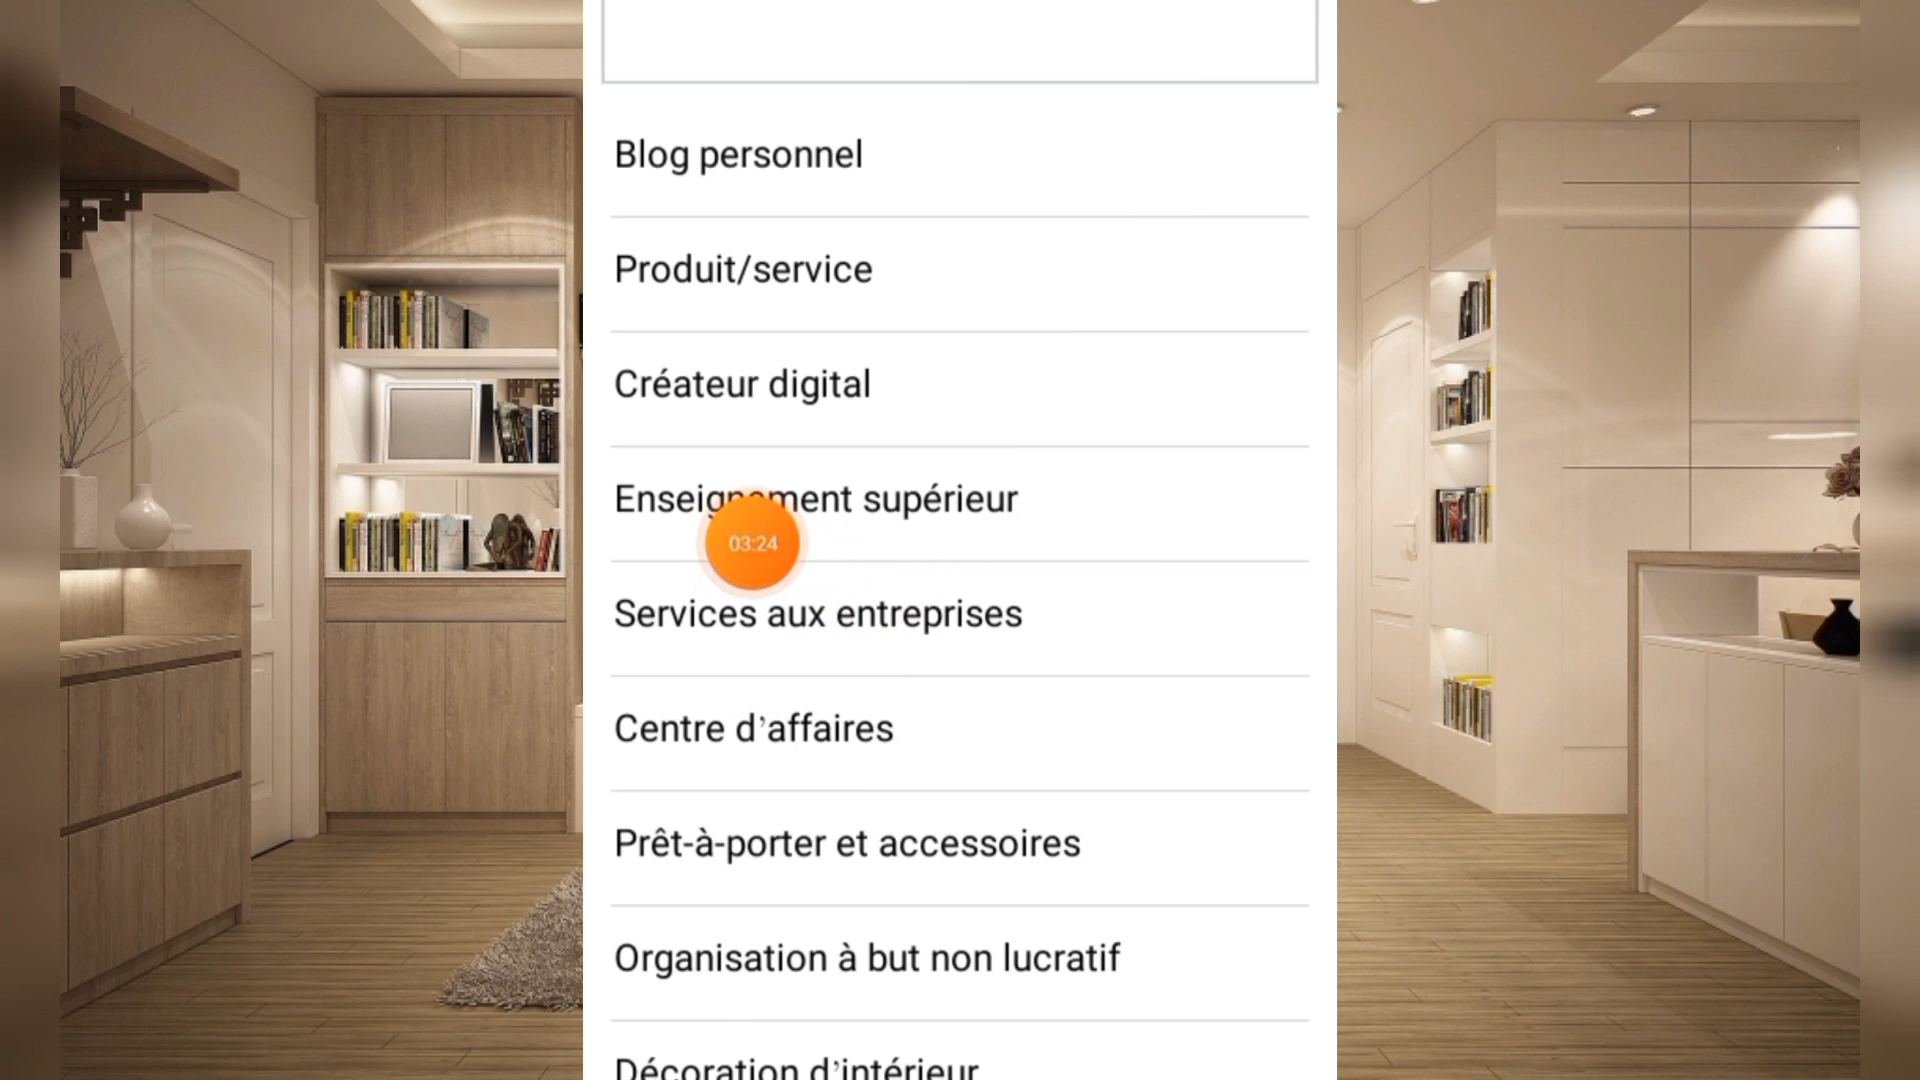 Blog personnel
Produit/service
Créateur digital
Enseignement supérieur
03:24
Services aux entreprises
Centre d’affaires
Prêt-à-porter et accessoires
Organisation à but non lucratif
Décoration d’intérieur